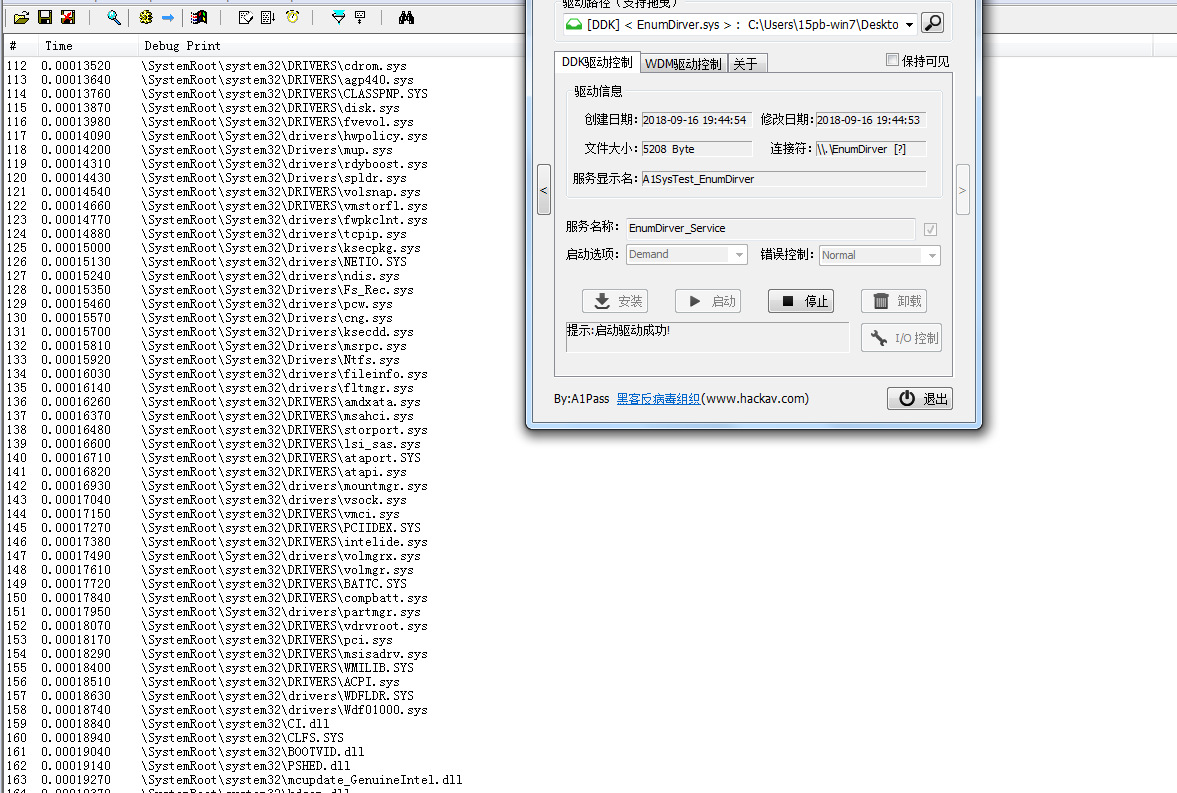 # Time Debug Print
112 0.00013520 \SystemRoot\system32\DRIVERS\cdrom.sys
113 0.00013640 \SystemRoot\system32\DRIVERS\agp440.sys
114 0.00013760 \SystemRoot\system32\DRIVERS\CLASSPNP.SYS
115 0.00013870 \SystemRoot\system32\DRIVERS\disk.sys
116 0.00013980 \SystemRoot\System32\DRIVERS\fvevol.sys
117 0.00014090 \SystemRoot\System32\drivers\hwpolicy.sys
118 0.00014200 \SystemRoot\System32\Drivers\mup.sys
119 0.00014310 \SystemRoot\System32\drivers\rdyboost.sys
120 0.00014430 \SystemRoot\System32\Drivers\spldr.sys
121 0.00014540 \SystemRoot\system32\DRIVERS\volsnap.sys
122 0.00014660 \SystemRoot\system32\DRIVERS\vmstorfl.sys
123 0.00014770 \SystemRoot\System32\drivers\fwpkclnt.sys
124 0.00014880 \SystemRoot\System32\drivers\tcpip.sys
125 0.00015000 \SystemRoot\System32\Drivers\ksecpkg.sys
126 0.00015130 \SystemRoot\system32\drivers\NETIO.SYS
127 0.00015240 \SystemRoot\system32\drivers\ndis.sys
128 0.00015350 \SystemRoot\System32\Drivers\Fs_Rec.sys
129 0.00015460 \SystemRoot\System32\drivers\pcw.sys
130 0.00015570 \SystemRoot\System32\Drivers\cng.sys
131 0.00015700 \SystemRoot\System32\Drivers\ksecdd.sys
132 0.00015810 \SystemRoot\System32\Drivers\msrpc.sys
133 0.00015920 \SystemRoot\System32\Drivers\Ntfs.sys
134 0.00016030 \SystemRoot\system32\drivers\fileinfo.sys
135 0.00016140 \SystemRoot\system32\drivers\fltmgr.sys
136 0.00016260 \SystemRoot\system32\DRIVERS\amdxata.sys
137 0.00016370 \SystemRoot\system32\DRIVERS\msahci.sys
138 0.00016480 \SystemRoot\system32\DRIVERS\storport.sys
139 0.00016600 \SystemRoot\system32\DRIVERS\lsi_sas.sys
140 0.00016710 \SystemRoot\system32\DRIVERS\ataport.SYS
141 0.00016820 \SystemRoot\system32\DRIVERS\atapi.sys
142 0.00016930 \SystemRoot\System32\drivers\mountmgr.sys
143 0.00017040 \SystemRoot\system32\drivers\vsock.sys
144 0.00017150 \SystemRoot\system32\DRIVERS\vmci.sys
145 0.00017270 \SystemRoot\system32\DRIVERS\PCIIDEX.SYS
146 0.00017380 \SystemRoot\system32\DRIVERS\intelide.sys
147 0.00017490 \SystemRoot\System32\drivers\volmgrx.sys
148 0.00017610 \SystemRoot\system32\DRIVERS\volmgr.sys
149 0.00017720 \SystemRoot\system32\DRIVERS\BATTC.SYS
150 0.00017840 \SystemRoot\system32\DRIVERS\compbatt.sys
151 0.00017950 \SystemRoot\System32\drivers\partmgr.sys
152 0.00018070 \SystemRoot\system32\DRIVERS\vdrvroot.sys
153 0.00018170 \SystemRoot\system32\DRIVERS\pci.sys
154 0.00018290 \SystemRoot\system32\DRIVERS\msisadrv.sys
155 0.00018400 \SystemRoot\system32\DRIVERS\WMILIB.SYS
156 0.00018510 \SystemRoot\system32\DRIVERS\ACPI.sys
157 0.00018630 \SystemRoot\system32\drivers\WDFLDR.SYS
158 0.00018740 \SystemRoot\system32\drivers\Wdf01000.sys
159 0.00018840 \SystemRoot\system32\CI.dll
160 0.00018940 \SystemRoot\system32\CLFS.SYS
161 0.00019040 \SystemRoot\system32\BOOTVID.dll
162 0.00019140 \SystemRoot\system32\PSHED.dll
163 0.00019270 \SystemRoot\system32\mcupdate_GenuineIntel.dll
驱动路径（支持拖曳）
[DDK] < EnumDirver.sys > : C:\Users\15pb-win7\Deskto
DDK驱动控制 WDM驱动控制 关于 保持可见
驱动信息
创建日期: 2018-09-16 19:44:54 修改日期: 2018-09-16 19:44:53
文件大小: 5208 Byte 连接符: \\.\EnumDirver [?]
服务显示名: A1SysTest_EnumDirver
< >
服务名称: EnumDirver_Service
启动选项: Demand 错误控制: Normal
安装 启动 停止 卸载
提示:启动驱动成功!
I/O 控制
By:A1Pass 黑客反病毒组织(www.hackav.com) 退出